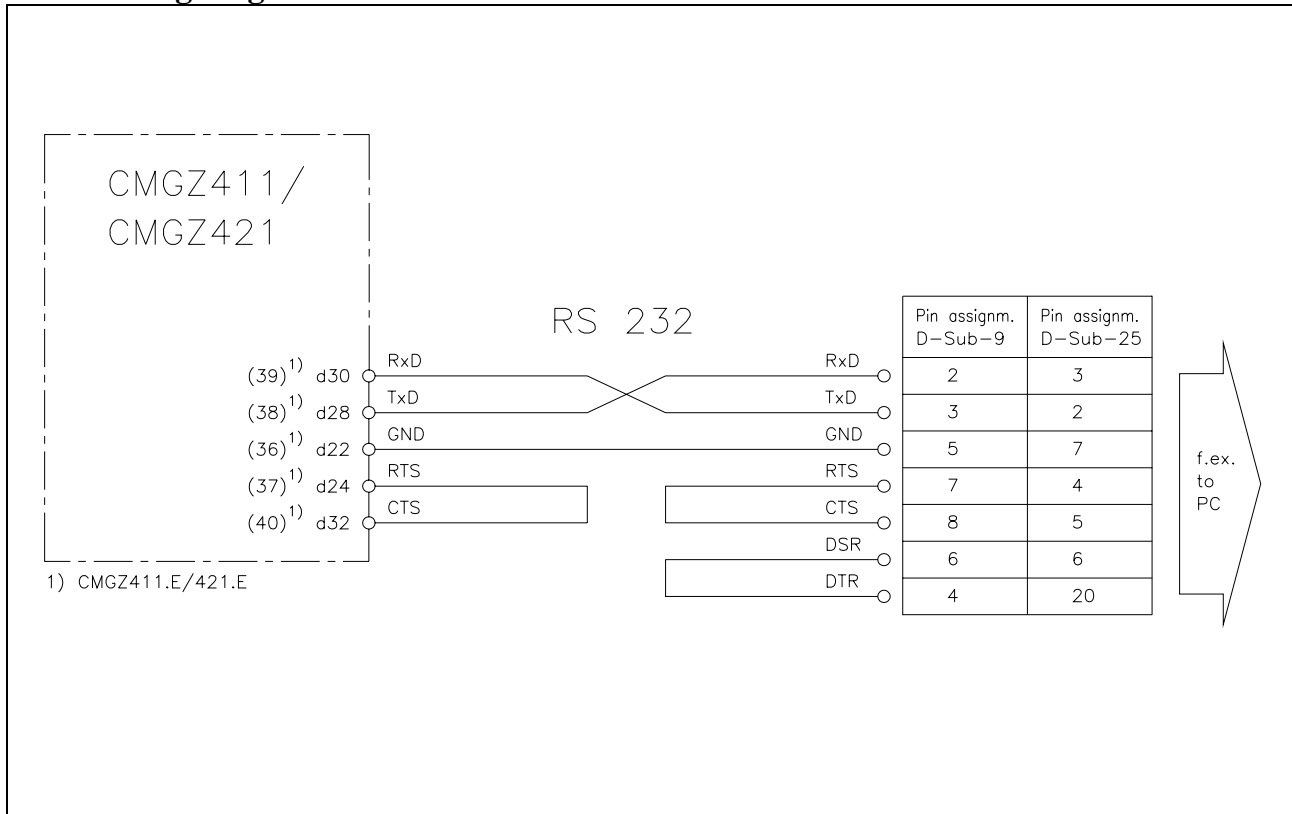 CMGZ411/
CMGZ421
RS 232
(39)1) d30 RxD
(38)1) d28 TxD
(36)1) d22 GND
(37)1) d24 RTS
(40)1) d32 CTS
1) CMGZ411.E/421.E
Pin assignm. D-Sub-9 Pin assignm. D-Sub-25
RxD 2 3
TxD 3 2
GND 5 7
RTS 7 4
CTS 8 5
DSR 6 6
DTR 4 20
f.ex.
to
PC